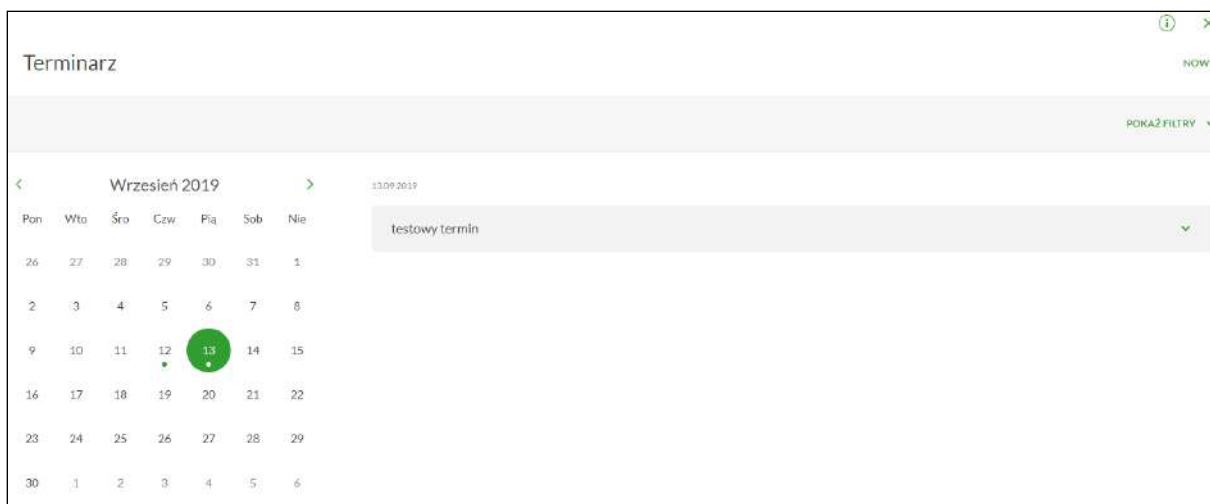 Terminarz
NOW
POKAŻ FILTRY
Wrzesień 2019
13.09.2019
Pon Wto Śro Czw Pią Sob Nie
testowy termin
26 27 28 29 30 31 1
2 3 4 5 6 7 8
9 10 11 12 13 14 15
16 17 18 19 20 21 22
23 24 25 26 27 28 29
30 1 2 3 4 5 6